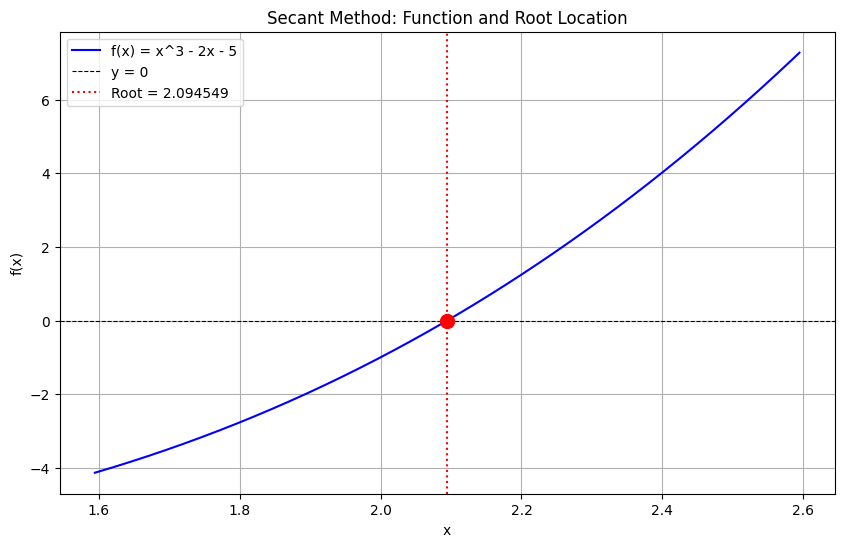 Secant Method: Function and Root Location
f(x) = x^3 - 2x - 5
y = 0
Root = 2.094549
f(x)
6
4
2
0
−2
−4
1.6 1.8 2.0 2.2 2.4 2.6
x